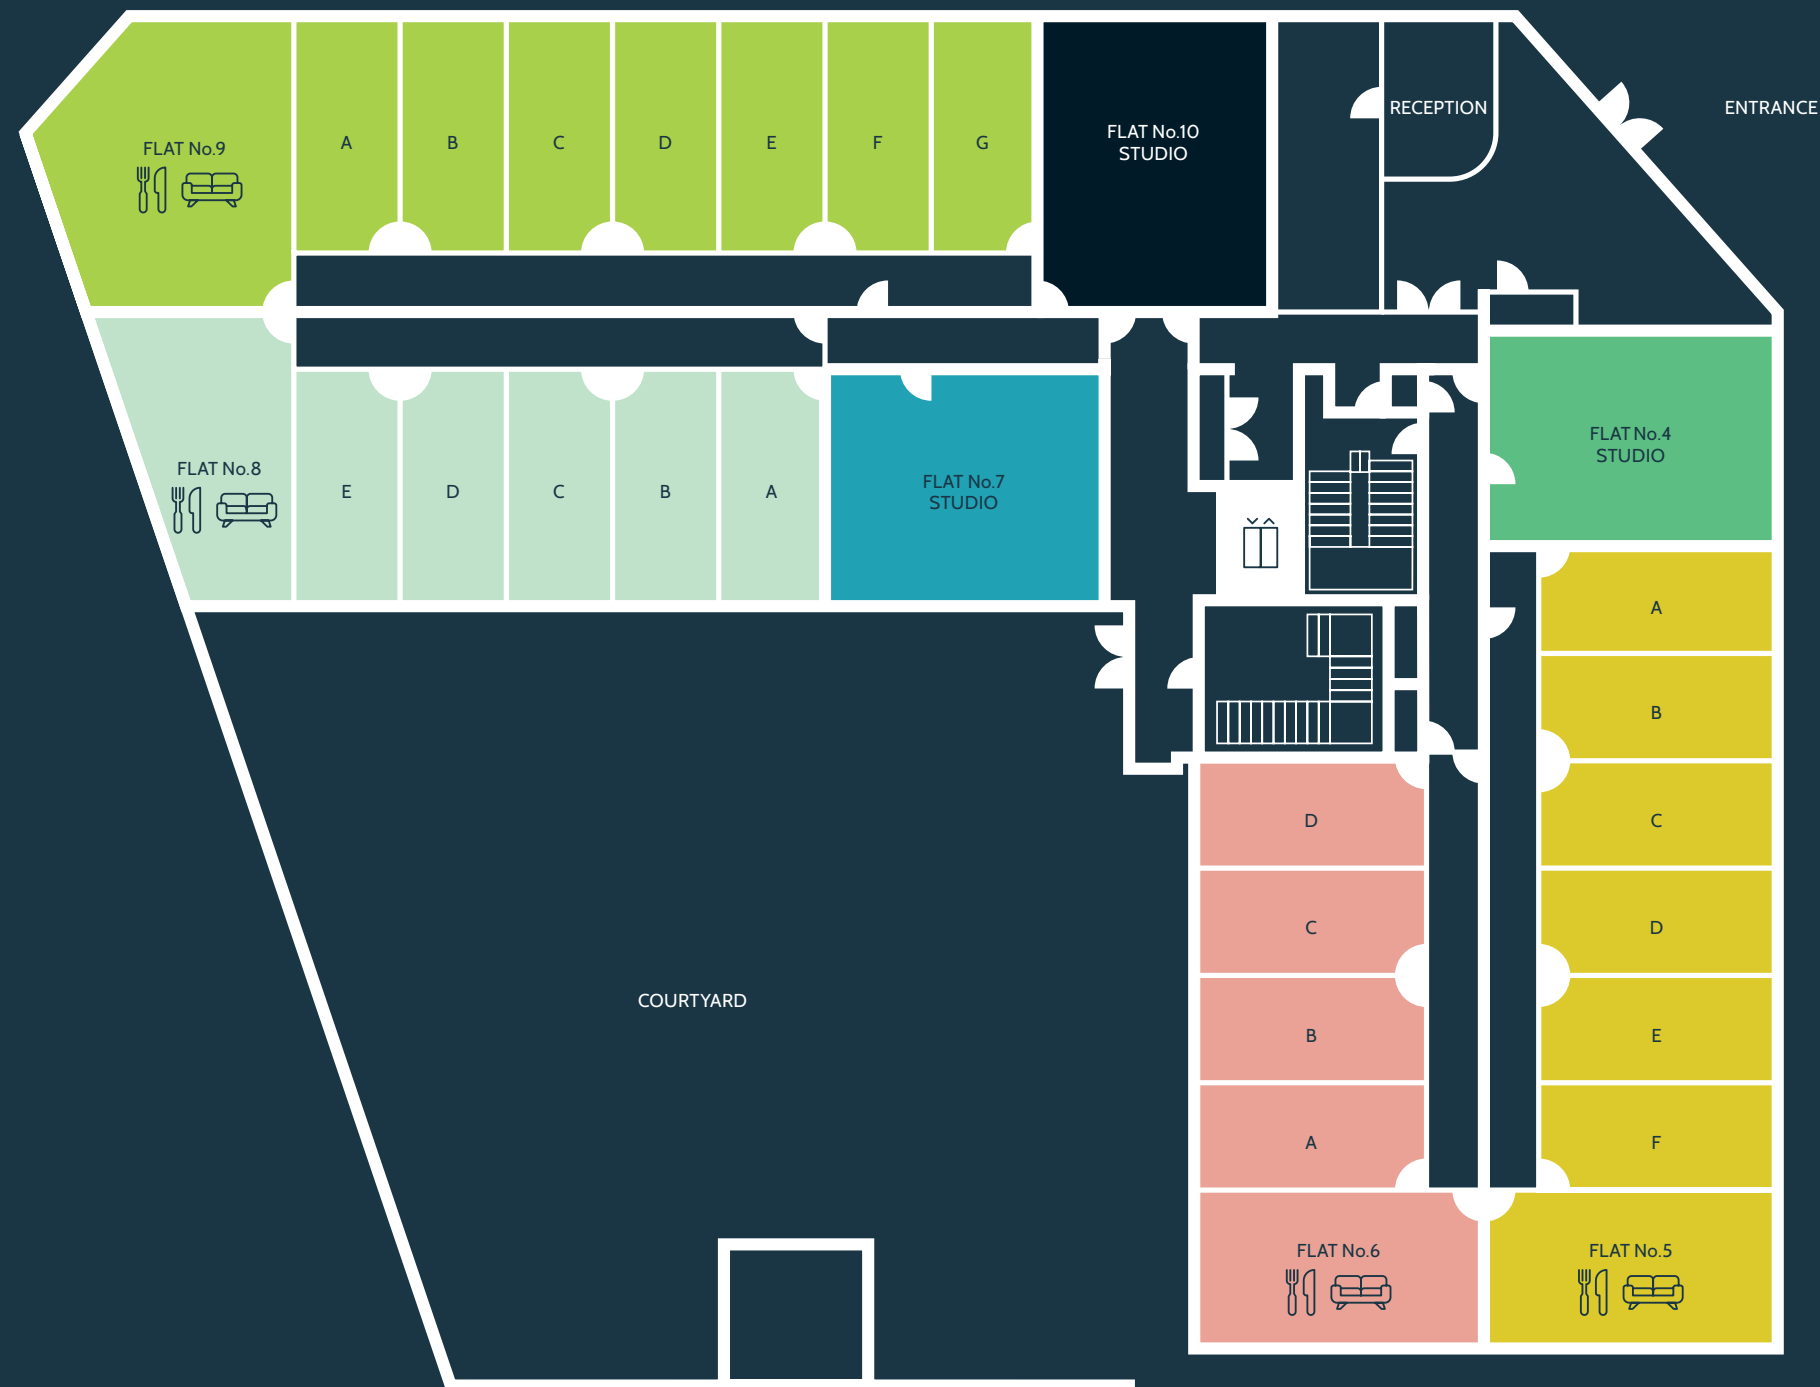 FLAT No.9
A
B
C
D
E
F
G
FLAT No.10
STUDIO
RECEPTION
ENTRANCE
FLAT No.8
E
D
C
B
A
FLAT No.7
STUDIO
FLAT No.4
STUDIO
A
B
C
D
E
F
D
C
B
A
COURTYARD
FLAT No.6
FLAT No.5